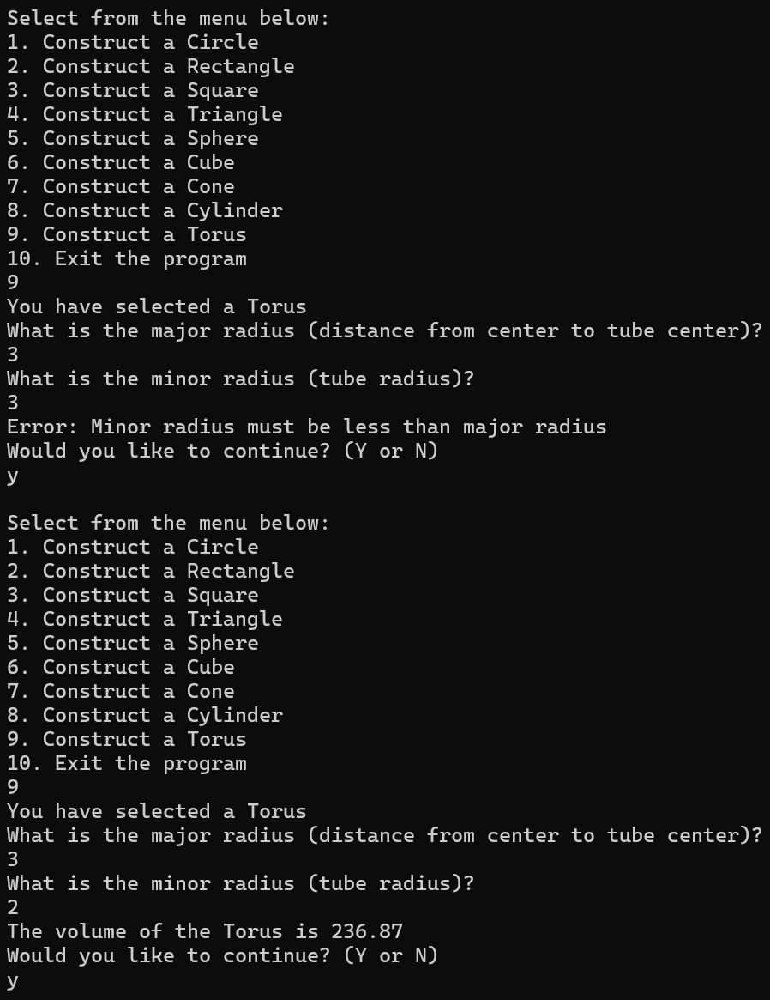 Select from the menu below:
1. Construct a Circle
2. Construct a Rectangle
3. Construct a Square
4. Construct a Triangle
5. Construct a Sphere
6. Construct a Cube
7. Construct a Cone
8. Construct a Cylinder
9. Construct a Torus
10. Exit the program
9
You have selected a Torus
What is the major radius (distance from center to tube center)?
3
What is the minor radius (tube radius)?
3
Error: Minor radius must be less than major radius
Would you like to continue? (Y or N)
y

Select from the menu below:
1. Construct a Circle
2. Construct a Rectangle
3. Construct a Square
4. Construct a Triangle
5. Construct a Sphere
6. Construct a Cube
7. Construct a Cone
8. Construct a Cylinder
9. Construct a Torus
10. Exit the program
9
You have selected a Torus
What is the major radius (distance from center to tube center)?
3
What is the minor radius (tube radius)?
2
The volume of the Torus is 236.87
Would you like to continue? (Y or N)
y